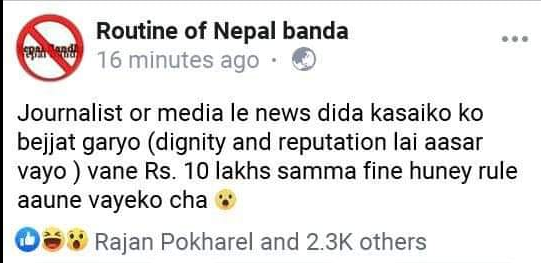 Nepal Bandh
Routine of Nepal banda
16 minutes ago ·
Journalist or media le news dida kasaiko ko
bejjat garyo (dignity and reputation lai aasar
vayo ) vane Rs. 10 lakhs samma fine huney rule
aaune vayeko cha 😮
Rajan Pokharel and 2.3K others